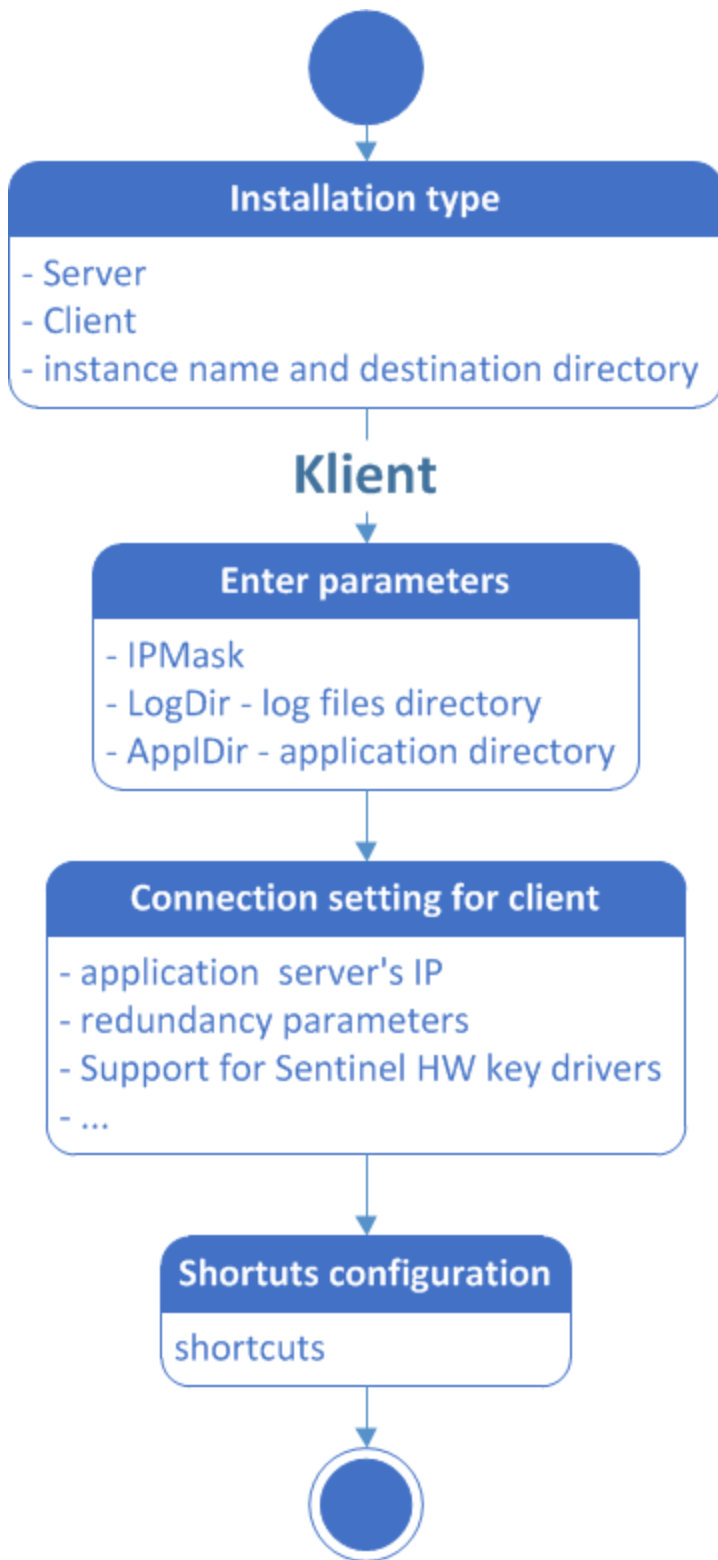 Installation type
- Server
- Client
- instance name and destination directory
Klient
Enter parameters
- IPMask
- LogDir - log files directory
- ApplDir - application directory
Connection setting for client
- application  server's IP
- redundancy parameters
- Support for Sentinel HW key drivers
- ...
Shortuts configuration
shortcuts